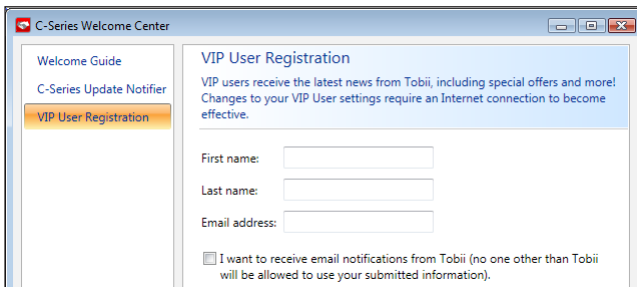 C-Series Welcome Center
Welcome Guide
C-Series Update Notifier
VIP User Registration
VIP User Registration
VIP users receive the latest news from Tobii, including special offers and more!
Changes to your VIP User settings require an Internet connection to become
effective.
First name:
Last name:
Email address:
I want to receive email notifications from Tobii (no one other than Tobii
will be allowed to use your submitted information).